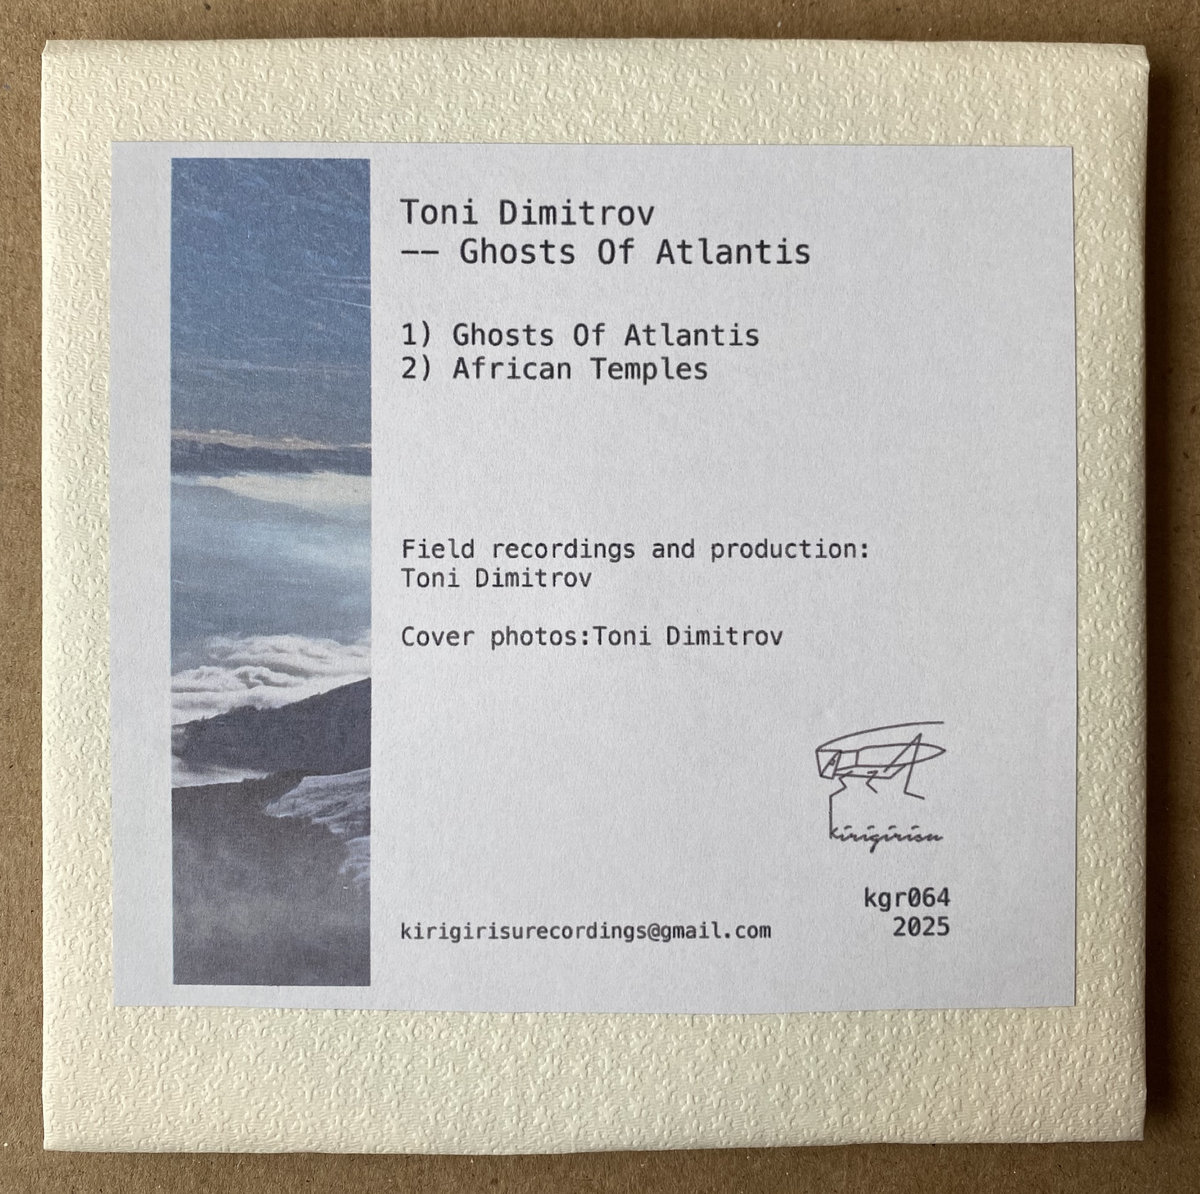 Toni Dimitrov
—— Ghosts Of Atlantis
1) Ghosts Of Atlantis
2) African Temples
Field recordings and production:
Toni Dimitrov
Cover photos:Toni Dimitrov
kirigirisu
kgr064
2025
kirigirisurecordings@gmail.com